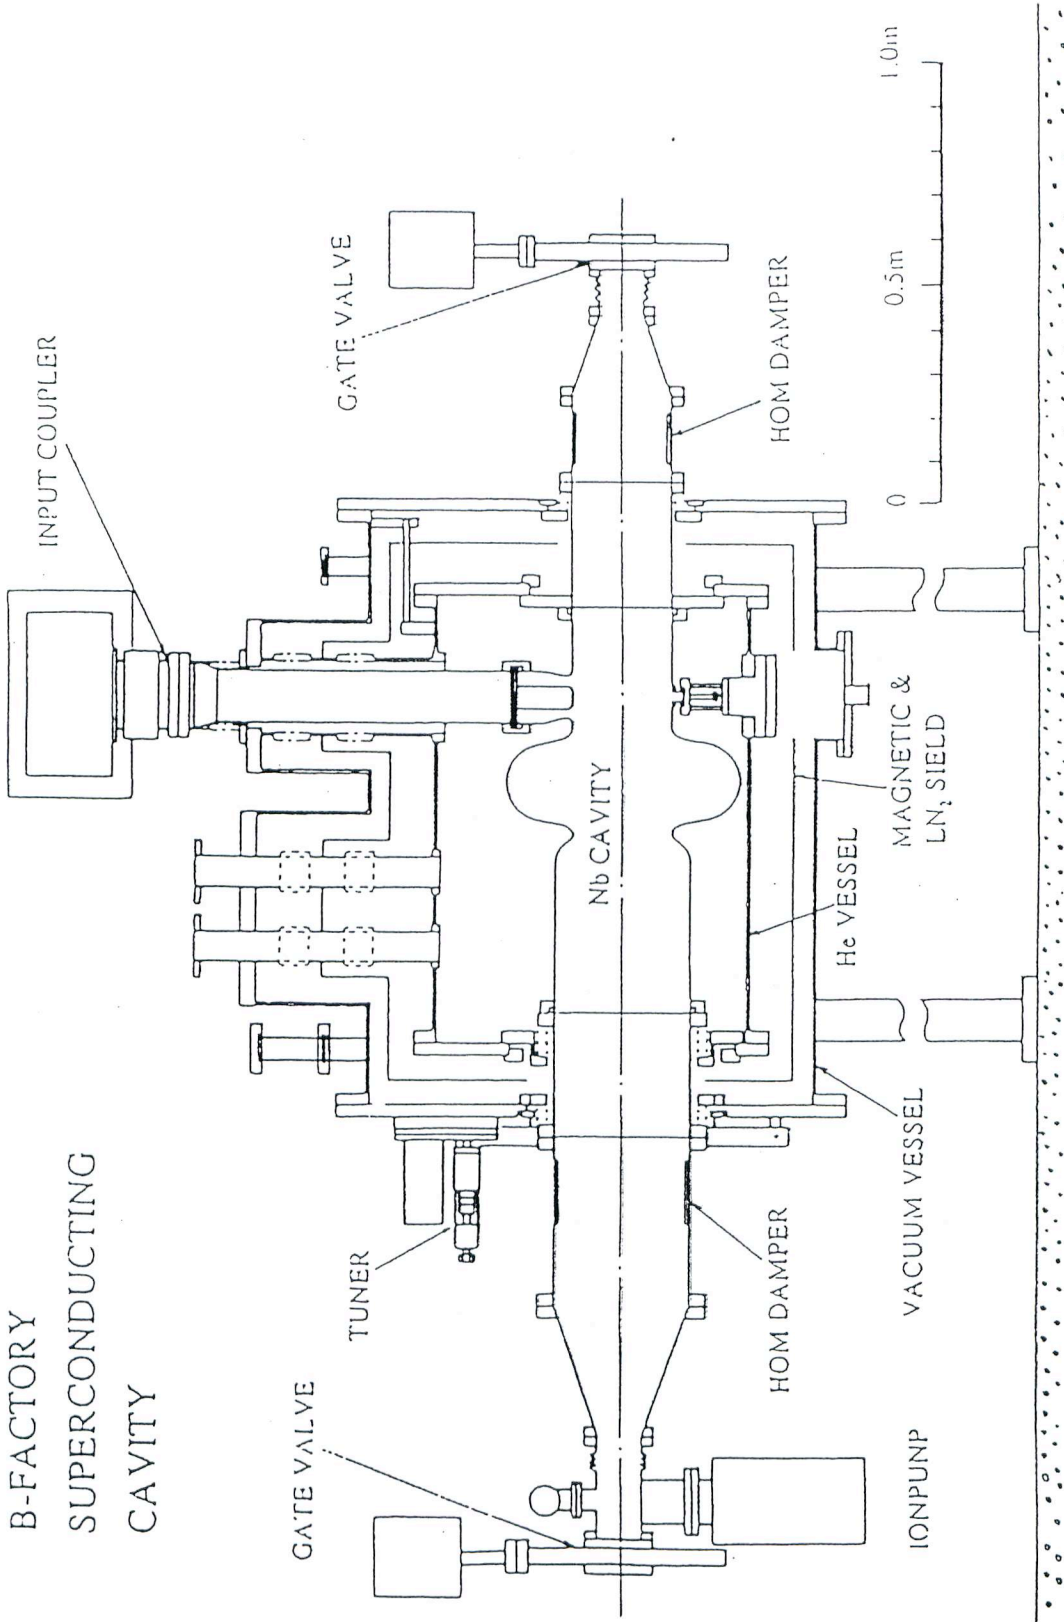 B-FACTORY
SUPERCONDUCTING
CAVITY
INPUT COUPLER
GATE VALVE
GATE VALVE
TUNER
Nb CAVITY
HOM DAMPER
HOM DAMPER
He VESSEL
MAGNETIC &
LN₂ SIELD
VACUUM VESSEL
IONPUNP
0
0.5m
1.0m